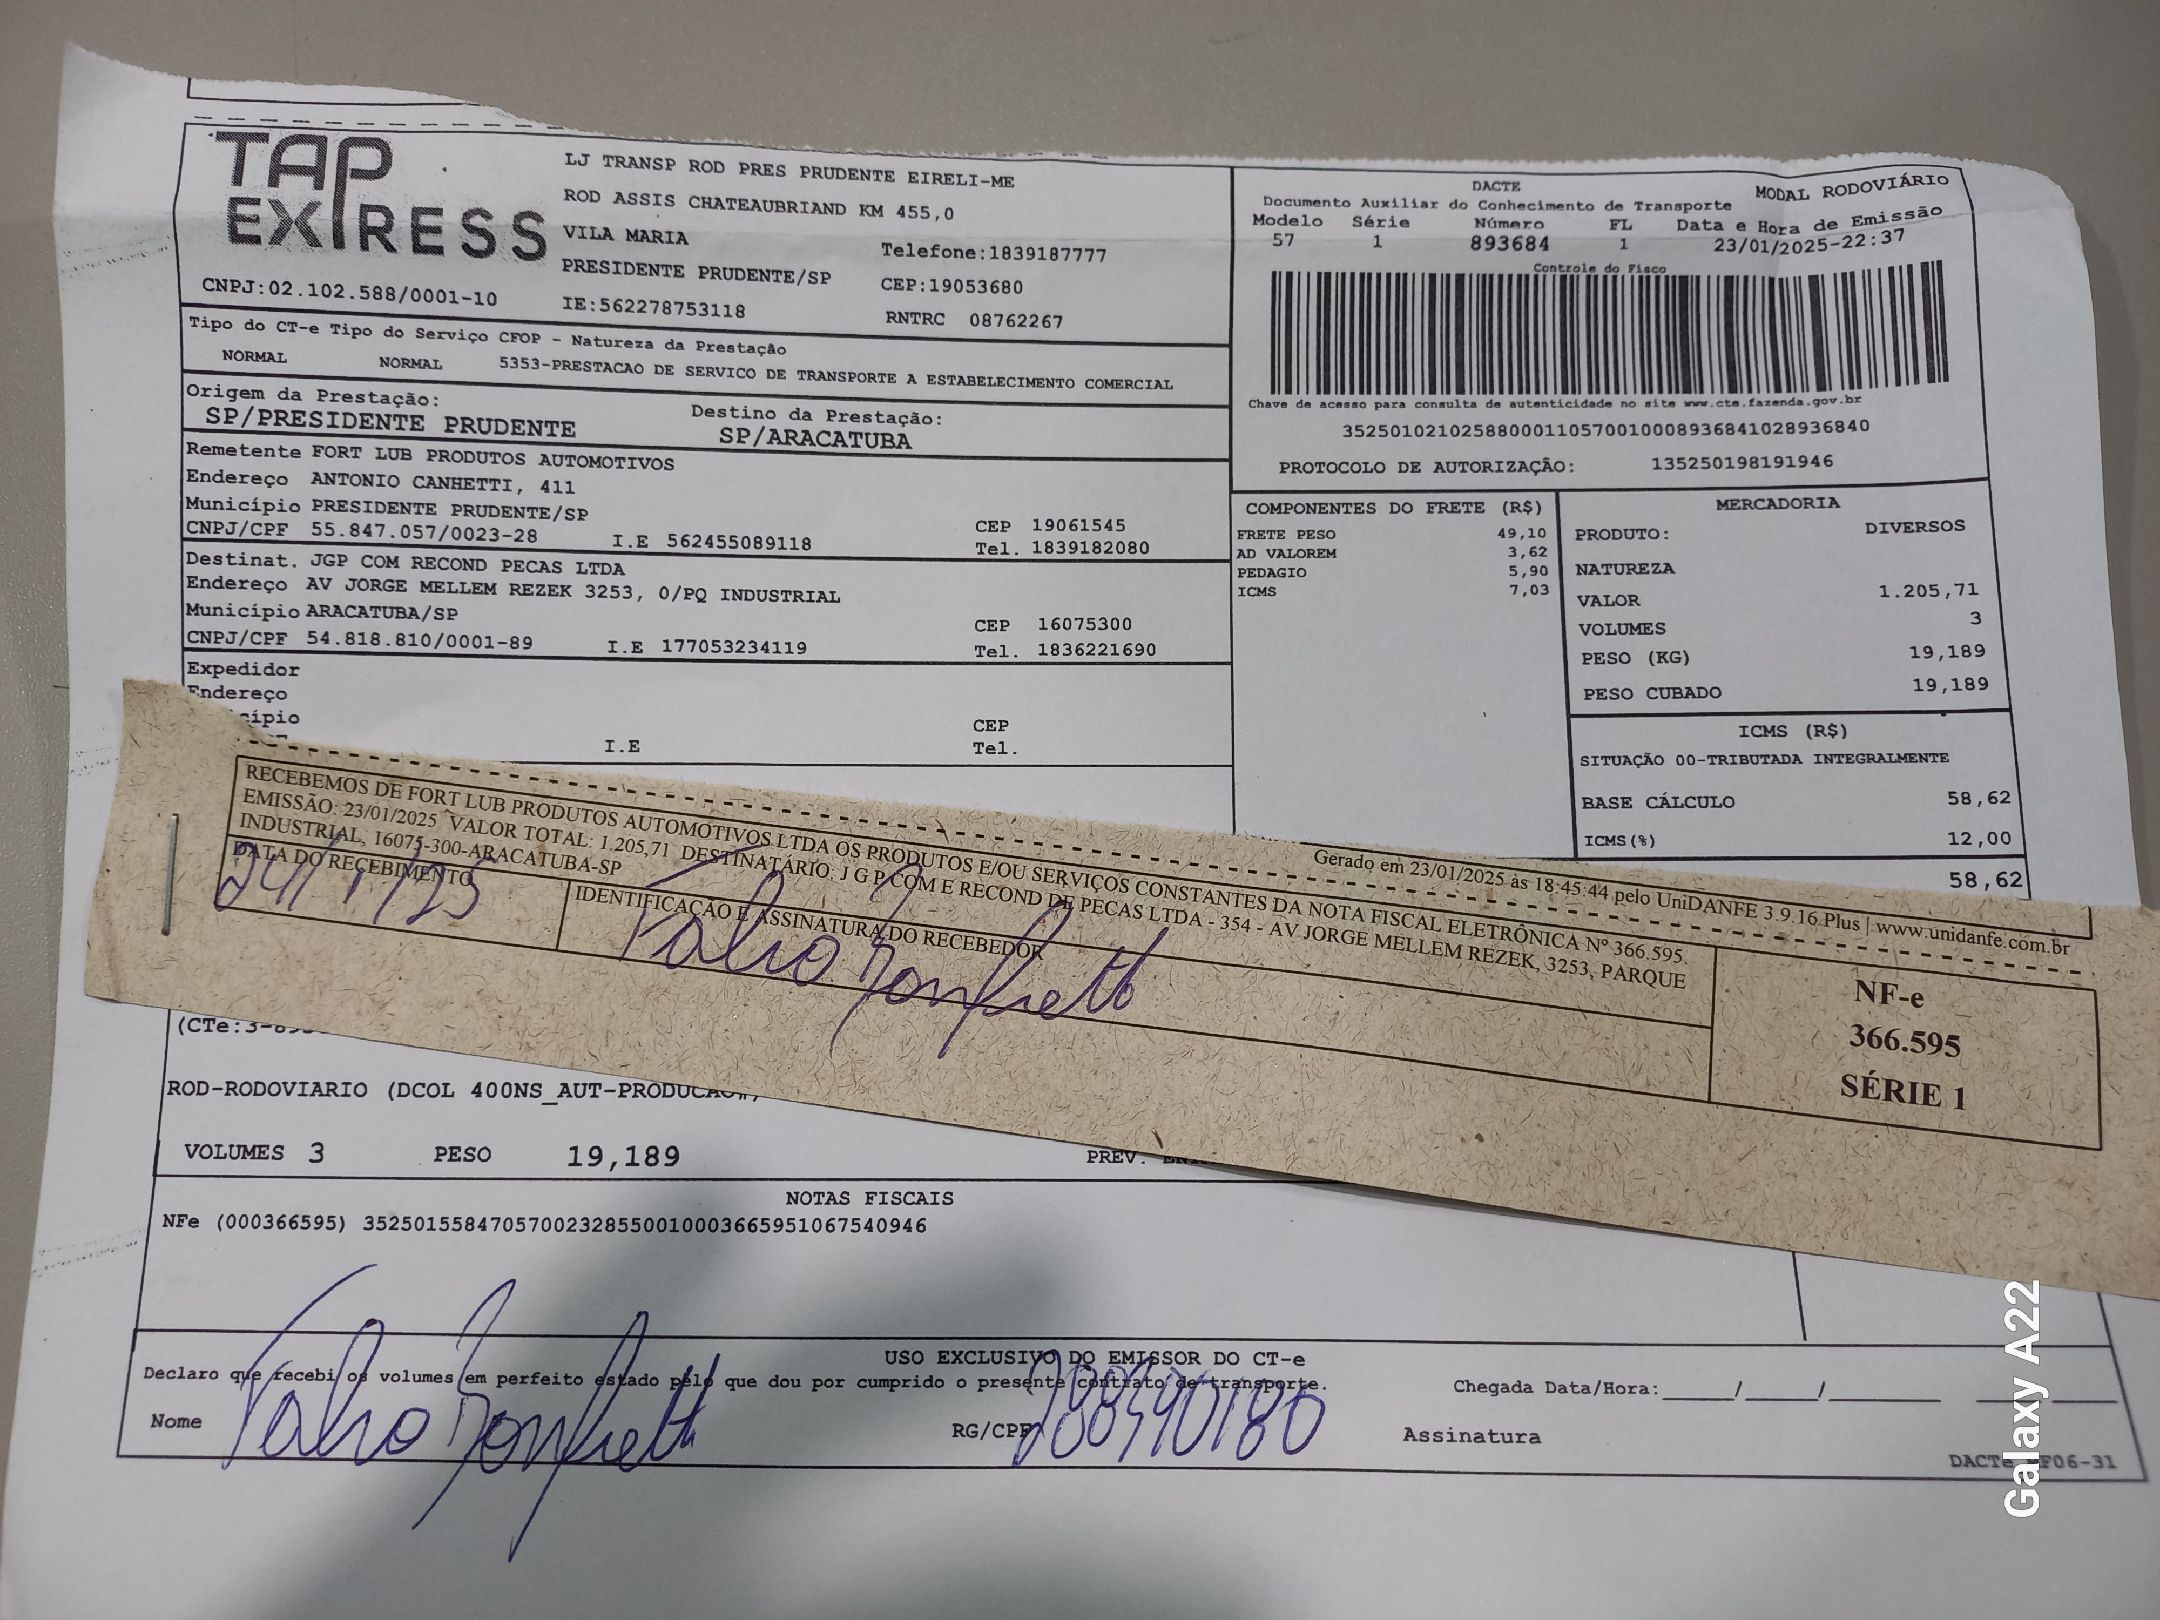 TAP
EXPRESS
CNPJ:02.102.588/0001-10
LJ TRANSP ROD PRES PRUDENTE EIRELI-ME
ROD ASSIS CHATEAUBRIAND KM 455,0
VILA MARIA
Telefone:1839187777
PRESIDENTE PRUDENTE/SP
CEP:19053680
IE:562278753118
RNTRC 08762267
DACTE
MODAL RODOVIÁRIO
Documento Auxiliar do Conhecimento de Transporte
Modelo Série Número FL Data e Hora de Emissão
57 1 893684 1 23/01/2025-22:37
Controle do Fisco
Chave de acesso para consulta de autenticidade no site www.cte.fazenda.gov.br
35250102102588000110570010008936841028936840
PROTOCOLO DE AUTORIZAÇÃO: 135250198191946
Tipo do CT-e Tipo do Serviço CFOP - Natureza da Prestação
NORMAL NORMAL 5353-PRESTACAO DE SERVICO DE TRANSPORTE A ESTABELECIMENTO COMERCIAL
Origem da Prestação:
SP/PRESIDENTE PRUDENTE
Destino da Prestação:
SP/ARACATUBA
Remetente FORT LUB PRODUTOS AUTOMOTIVOS
Endereço ANTONIO CANHETTI, 411
Município PRESIDENTE PRUDENTE/SP
CEP 19061545
CNPJ/CPF 55.847.057/0023-28 I.E 562455089118 Tel. 1839182080
Destinat. JGP COM RECOND PECAS LTDA
Endereço AV JORGE MELLEM REZEK 3253, 0/PQ INDUSTRIAL
Município ARACATUBA/SP
CEP 16075300
CNPJ/CPF 54.818.810/0001-89 I.E 177053234119 Tel. 1836221690
Expedidor
Endereço
cípio
CEP
I.E
Tel.
COMPONENTES DO FRETE (R$)
FRETE PESO 49,10
AD VALOREM 3,62
PEDAGIO 5,90
ICMS 7,03
MERCADORIA
PRODUTO: DIVERSOS
NATUREZA
VALOR 1.205,71
VOLUMES 3
PESO (KG) 19,189
PESO CUBADO 19,189
ICMS (R$)
SITUAÇÃO 00-TRIBUTADA INTEGRALMENTE
BASE CÁLCULO 58,62
ICMS(%) 12,00
58,62
Gerado em 23/01/2025 às 18:45:44 pelo UniDANFE 3.9.16 Plus | www.unidanfe.com.br
RECEBEMOS DE FORT LUB PRODUTOS AUTOMOTIVOS LTDA OS PRODUTOS E/OU SERVIÇOS CONSTANTES DA NOTA FISCAL ELETRÔNICA Nº 366.595.
EMISSÃO: 23/01/2025 VALOR TOTAL: 1.205,71 DESTINATÁRIO: J G P COM E RECOND DE PECAS LTDA - 354 - AV JORGE MELLEM REZEK, 3253, PARQUE
INDUSTRIAL, 16075-300-ARACATUBA-SP
DATA DO RECEBIMENTO
24/1/25
IDENTIFICAÇÃO E ASSINATURA DO RECEBEDOR
NF-e
366.595
SÉRIE 1
(CTe:3-
ROD-RODOVIARIO (DCOL 400NS_AUT-PRODUCAO
VOLUMES 3 PESO 19,189 PREV.
NOTAS FISCAIS
NFe (000366595) 35250155847057002328550010003665951067540946
USO EXCLUSIVO DO EMISSOR DO CT-e
Declaro que recebi os volumes em perfeito estado pelo que dou por cumprido o presente contrato de transporte.
Chegada Data/Hora:____/____/____
Nome
RG/CPF 288590180
Assinatura
DACTe F06-31
Galaxy A22